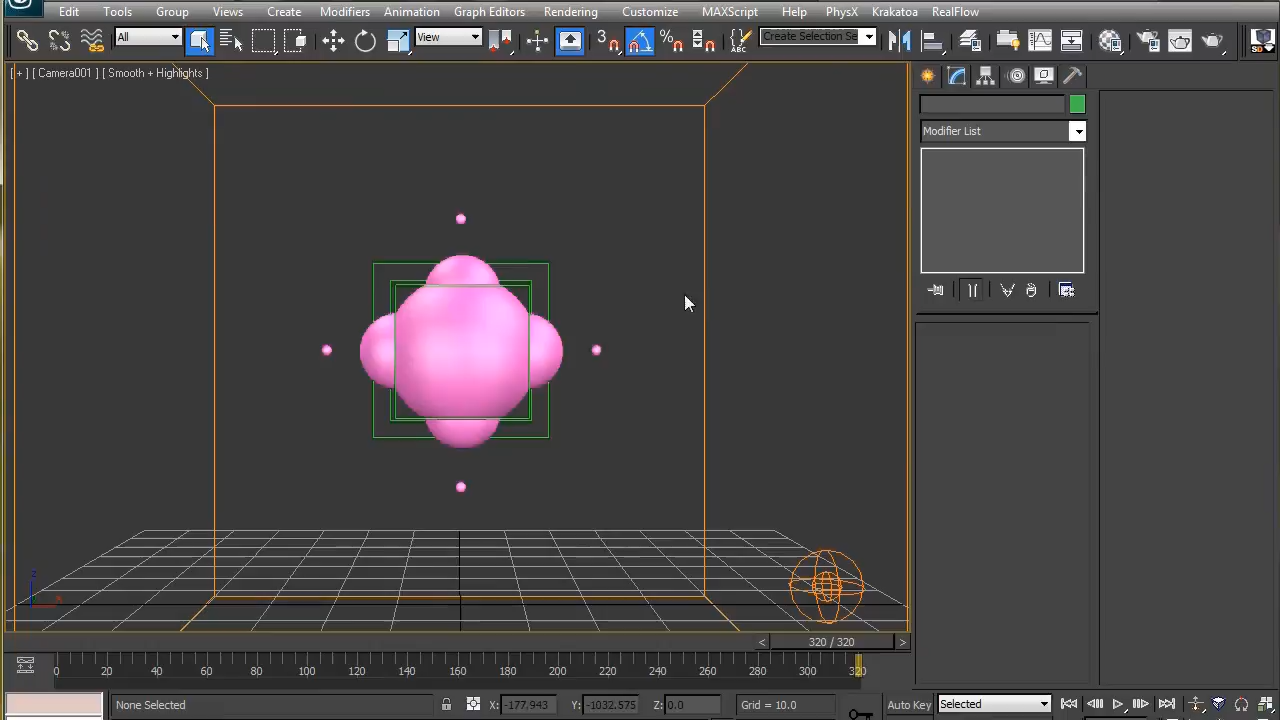 Edit Tools Group Views Create Modifiers Animation Graph Editors Rendering Customize MAXScript Help PhysX Krakatoa RealFlow
All View 3 % ABC Create Selection Se SD
[ + ] [ Camera001 ] [ Smooth + Highlights ]
Modifier List
z
x
< 320 / 320 >
0 20 40 60 80 100 120 140 160 180 200 220 240 260 280 300 320
None Selected X: -177.943 Y: -1032.575 Z: 0.0 Grid = 10.0 Auto Key Selected